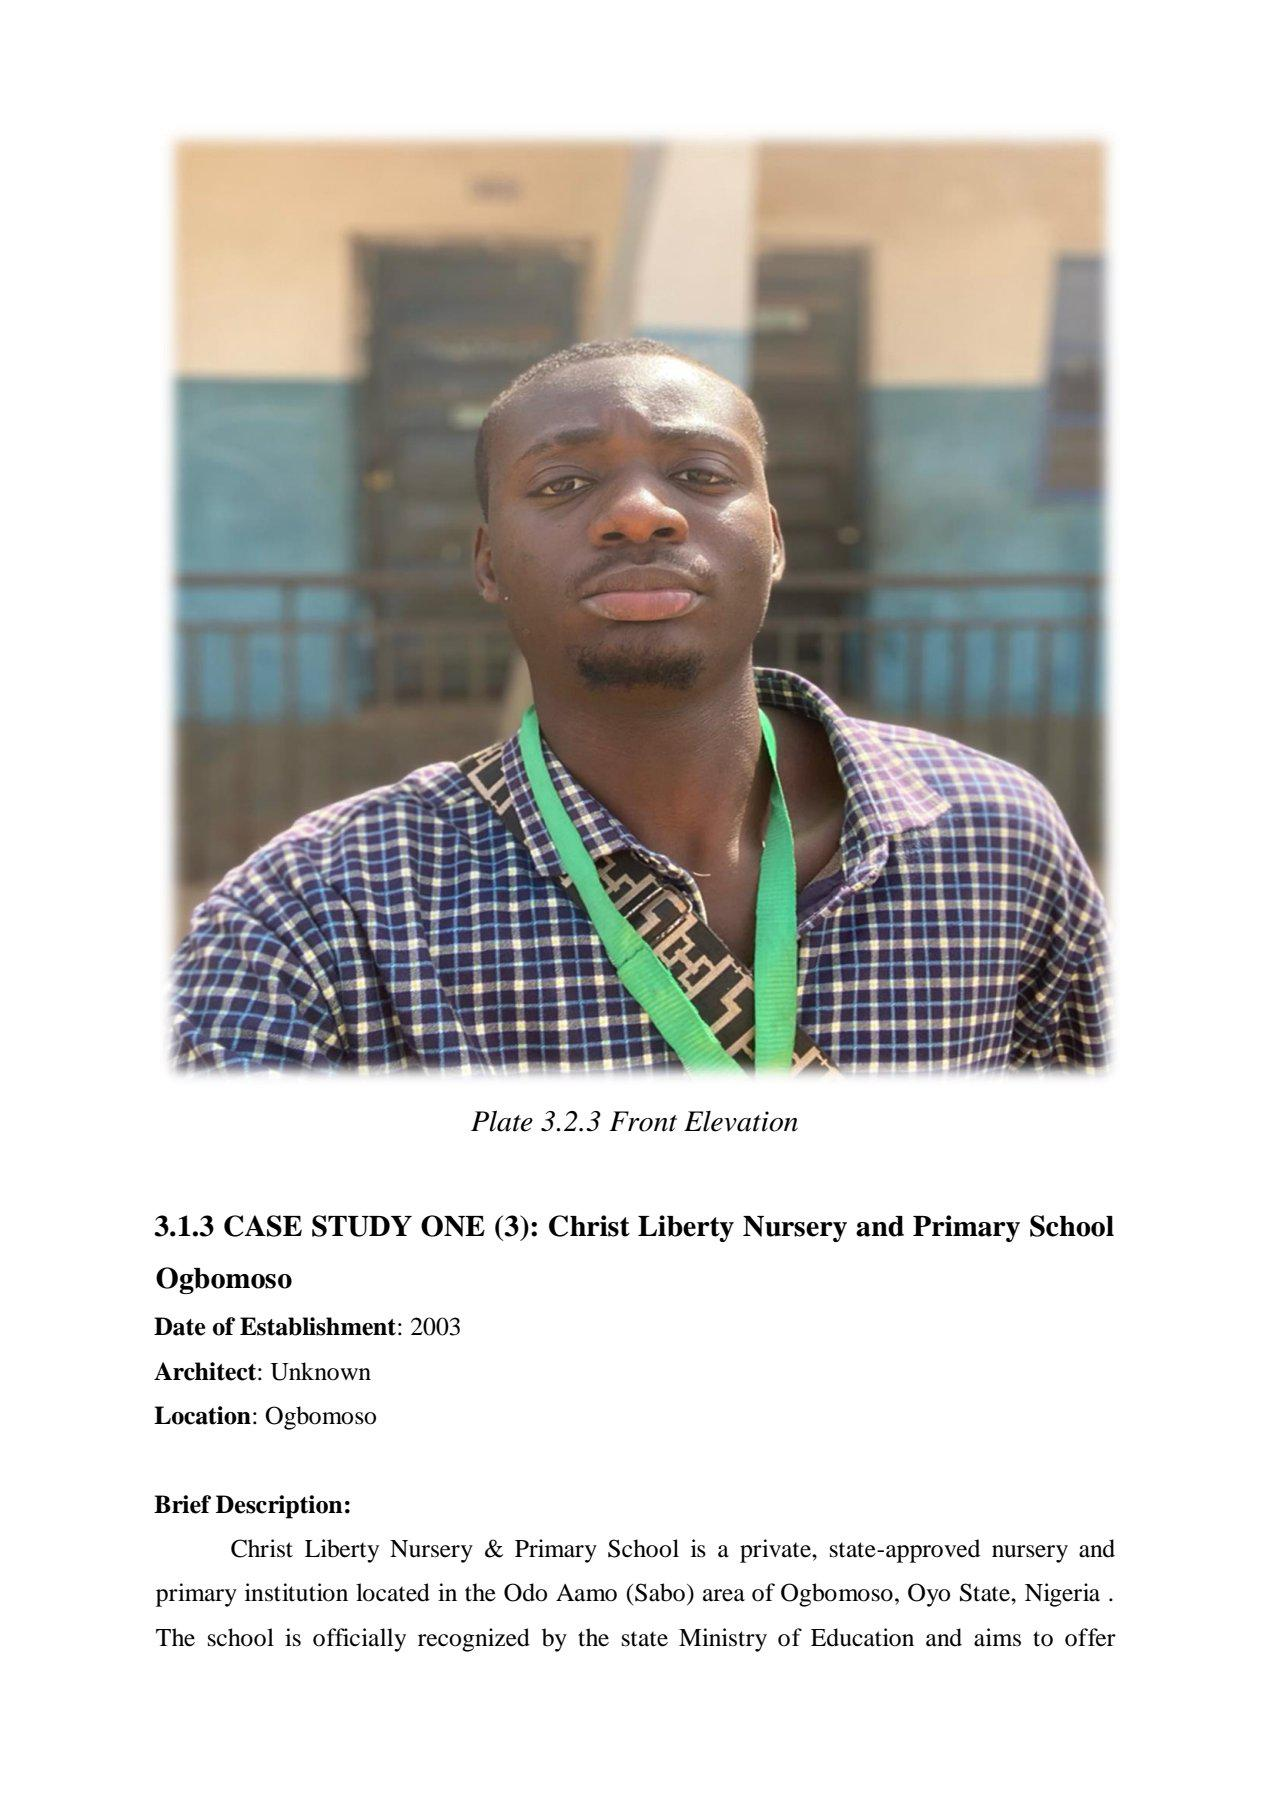 Plate 3.2.3 Front Elevation
3.1.3 CASE STUDY ONE (3): Christ Liberty Nursery and Primary School
Ogbomoso
Date of Establishment: 2003
Architect: Unknown
Location: Ogbomoso
Brief Description:
Christ Liberty Nursery & Primary School is a private, state-approved nursery and
primary institution located in the Odo Aamo (Sabo) area of Ogbomoso, Oyo State, Nigeria .
The school is officially recognized by the state Ministry of Education and aims to offer